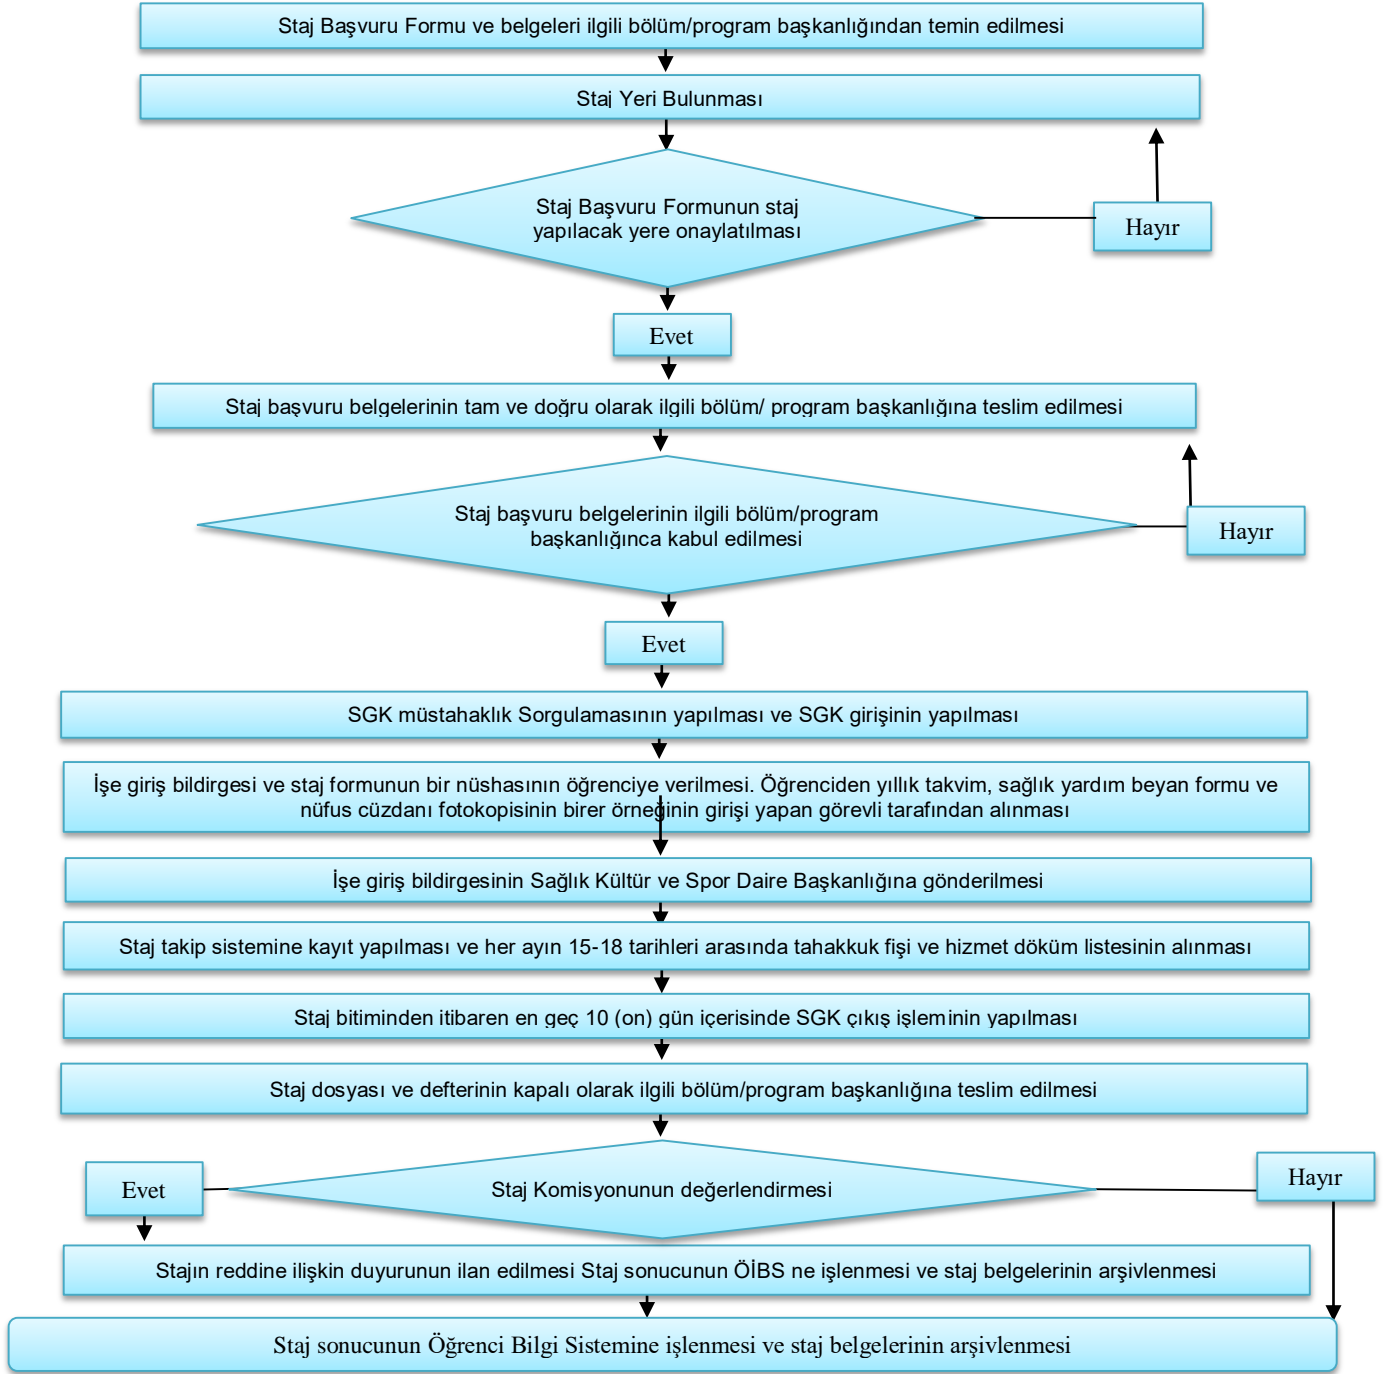 Staj Başvuru Formu ve belgeleri ilgili bölüm/program başkanlığından temin edilmesi
Staj Yeri Bulunması
Staj Başvuru Formunun staj
yapılacak yere onaylatılması
Hayır
Evet
Staj başvuru belgelerinin tam ve doğru olarak ilgili bölüm/ program başkanlığına teslim edilmesi
Staj başvuru belgelerinin ilgili bölüm/program
başkanlığınca kabul edilmesi
Hayır
Evet
SGK müstahaklık Sorgulamasının yapılması ve SGK girişinin yapılması
İşe giriş bildirgesi ve staj formunun bir nüshasının öğrenciye verilmesi. Öğrenciden yıllık takvim, sağlık yardım beyan formu ve
nüfus cüzdanı fotokopisinin birer örneğinin girişi yapan görevli tarafından alınması
İşe giriş bildirgesinin Sağlık Kültür ve Spor Daire Başkanlığına gönderilmesi
Staj takip sistemine kayıt yapılması ve her ayın 15-18 tarihleri arasında tahakkuk fişi ve hizmet döküm listesinin alınması
Staj bitiminden itibaren en geç 10 (on) gün içerisinde SGK çıkış işleminin yapılması
Staj dosyası ve defterinin kapalı olarak ilgili bölüm/program başkanlığına teslim edilmesi
Evet
Staj Komisyonunun değerlendirmesi
Hayır
Stajın reddine ilişkin duyurunun ilan edilmesi Staj sonucunun ÖİBS ne işlenmesi ve staj belgelerinin arşivlenmesi
Staj sonucunun Öğrenci Bilgi Sistemine işlenmesi ve staj belgelerinin arşivlenmesi